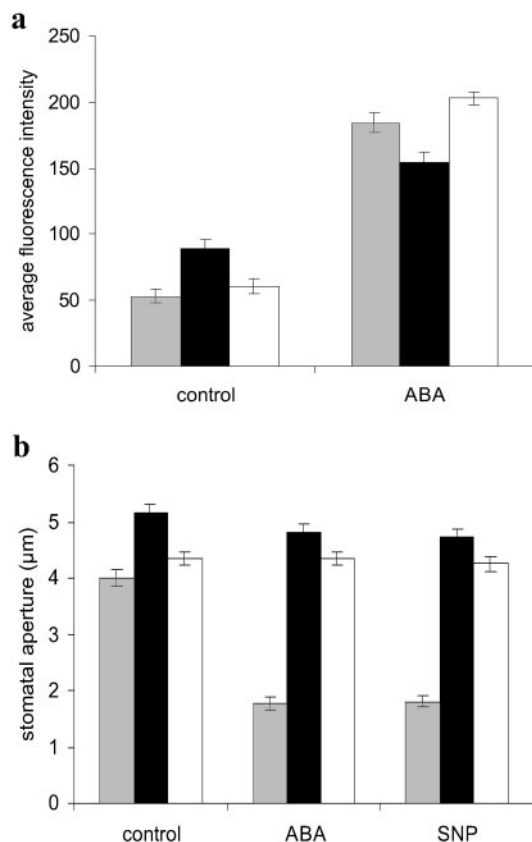 a
250
200
150
100
50
0
average fluorescence intensity
control ABA
b
6
5
4
3
2
1
0
stomatal aperture (µm)
control ABA SNP